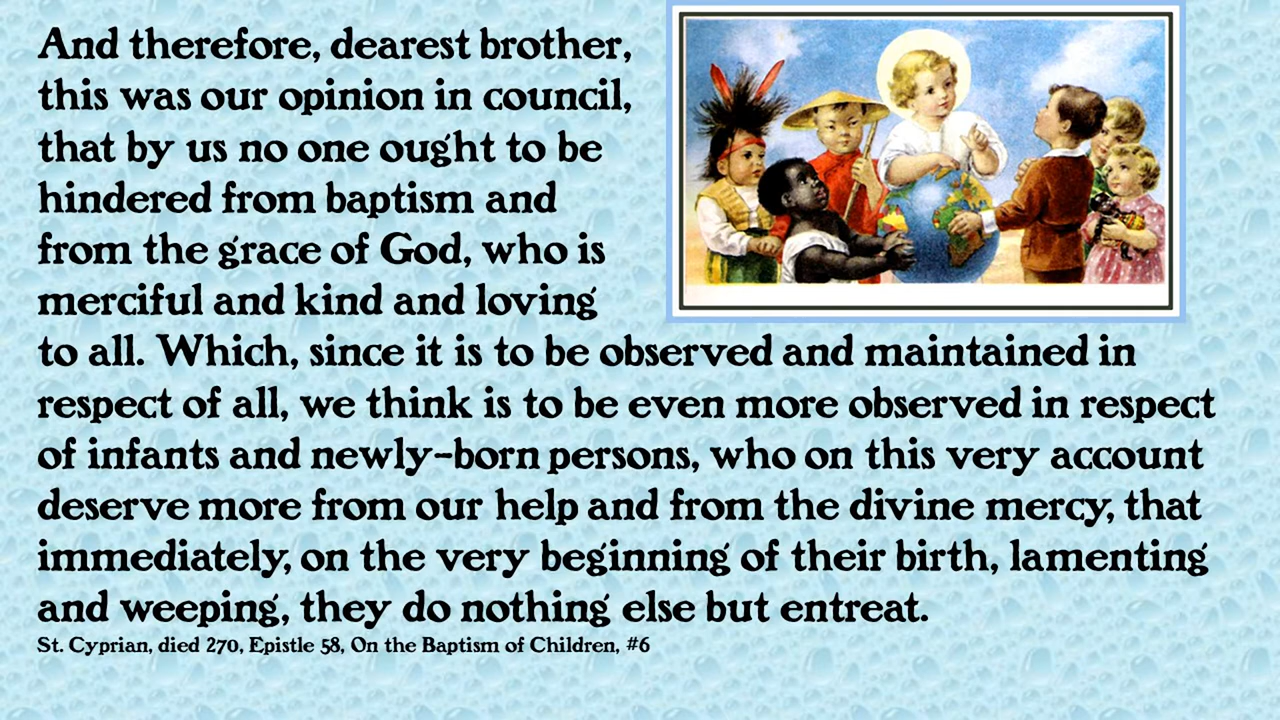 And therefore, dearest brother,
this was our opinion in council,
that by us no one ought to be
hindered from baptism and
from the grace of God, who is
merciful and kind and loving
to all. Which, since it is to be observed and maintained in
respect of all, we think is to be even more observed in respect
of infants and newly-born persons, who on this very account
deserve more from our help and from the divine mercy, that
immediately, on the very beginning of their birth, lamenting
and weeping, they do nothing else but entreat.
St. Cyprian, died 270, Epistle 58, On the Baptism of Children, #6